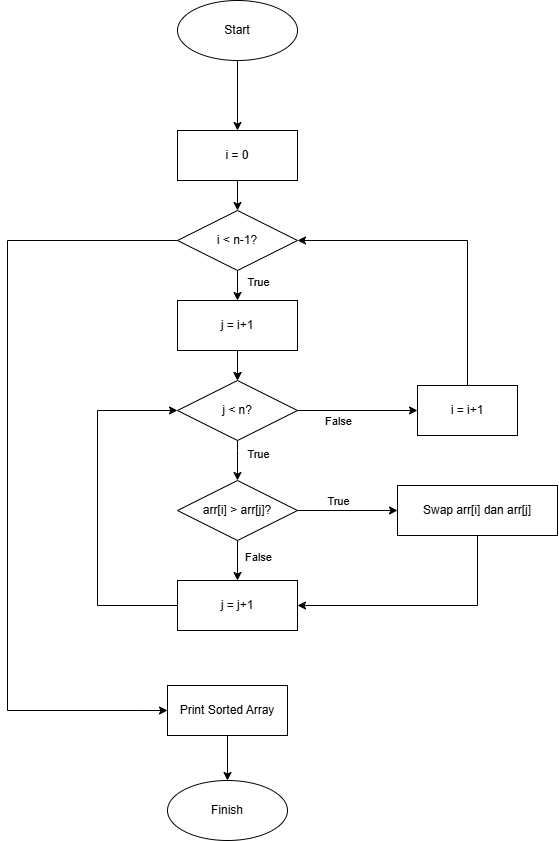 Start
i = 0
i < n-1?
True
j = i+1
j < n?
False
i = i+1
True
arr[i] > arr[j]?
True
Swap arr[i] dan arr[j]
False
j = j+1
Print Sorted Array
Finish